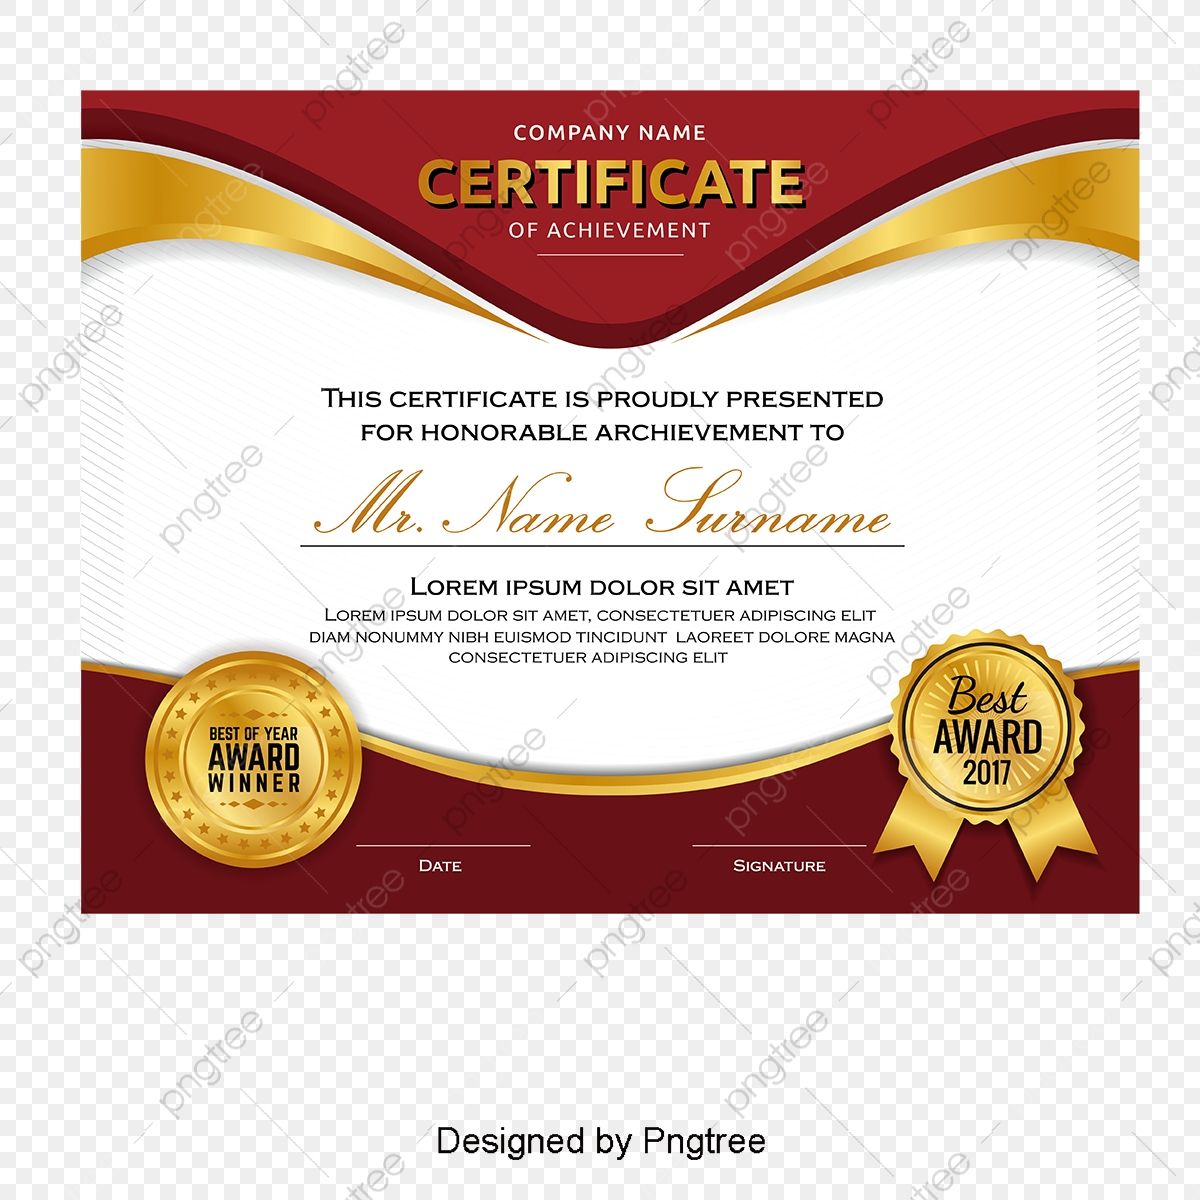 COMPANY NAME
CERTIFICATE
OF ACHIEVEMENT
THIS CERTIFICATE IS PROUDLY PRESENTED
FOR HONORABLE ARCHIEVEMENT TO
Mr. Name Surname
LOREM IPSUM DOLOR SIT AMET
LOREM IPSUM DOLOR SIT AMET, CONSECTETUER ADIPISCING ELIT
DIAM NONUMMY NIBH EUISMOD TINCIDUNT LAOREET DOLORE MAGNA
CONSECTETUER ADIPISCING ELIT
BEST OF YEAR
AWARD
WINNER
Best
AWARD
2017
DATE
SIGNATURE
Designed by Pngtree
pngtree